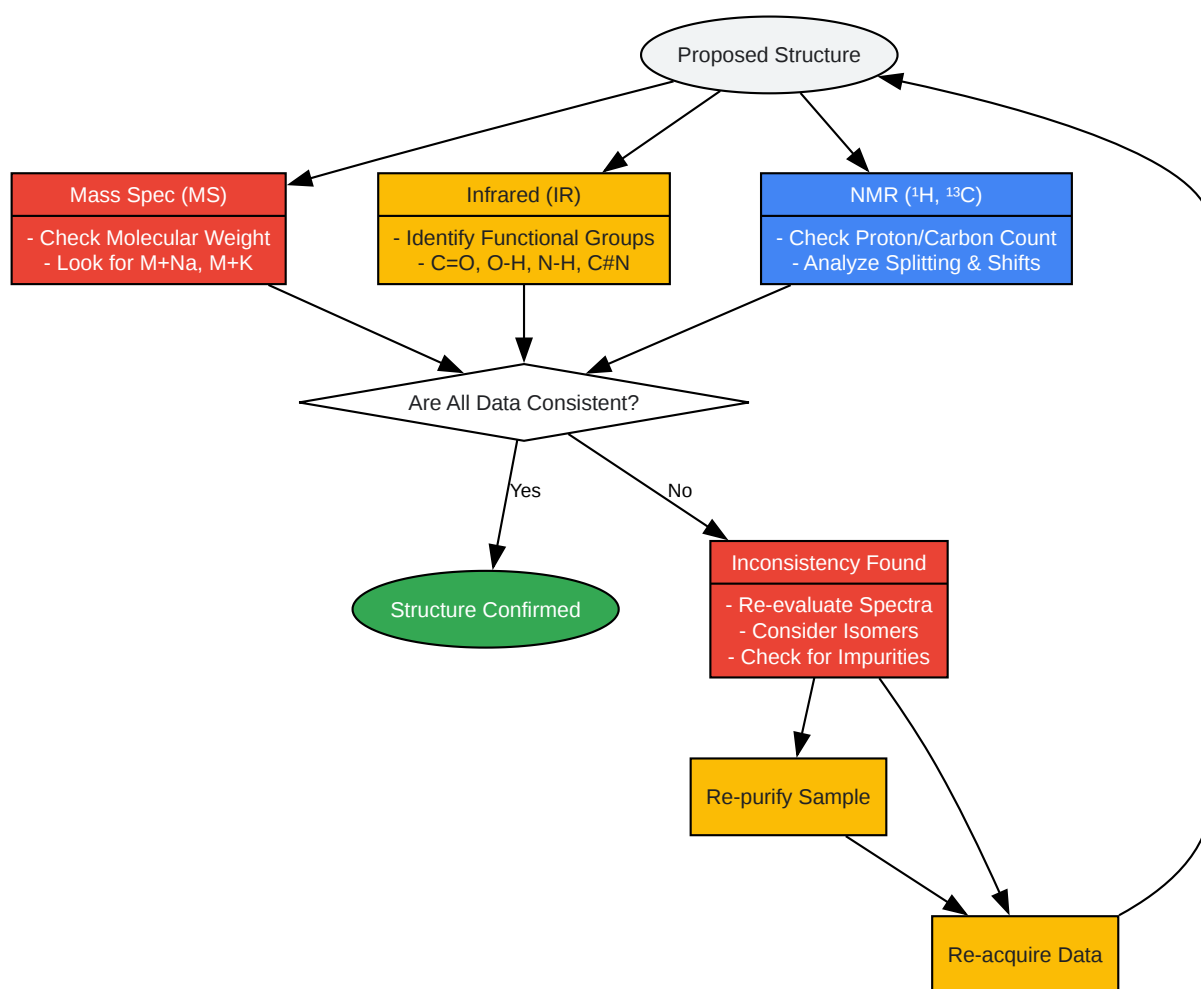 Proposed Structure
Mass Spec (MS)
- Check Molecular Weight
- Look for M+Na, M+K
Infrared (IR)
- Identify Functional Groups
- C=O, O-H, N-H, C#N
NMR (¹H, ¹³C)
- Check Proton/Carbon Count
- Analyze Splitting & Shifts
Are All Data Consistent?
Yes
No
Structure Confirmed
Inconsistency Found
- Re-evaluate Spectra
- Consider Isomers
- Check for Impurities
Re-purify Sample
Re-acquire Data